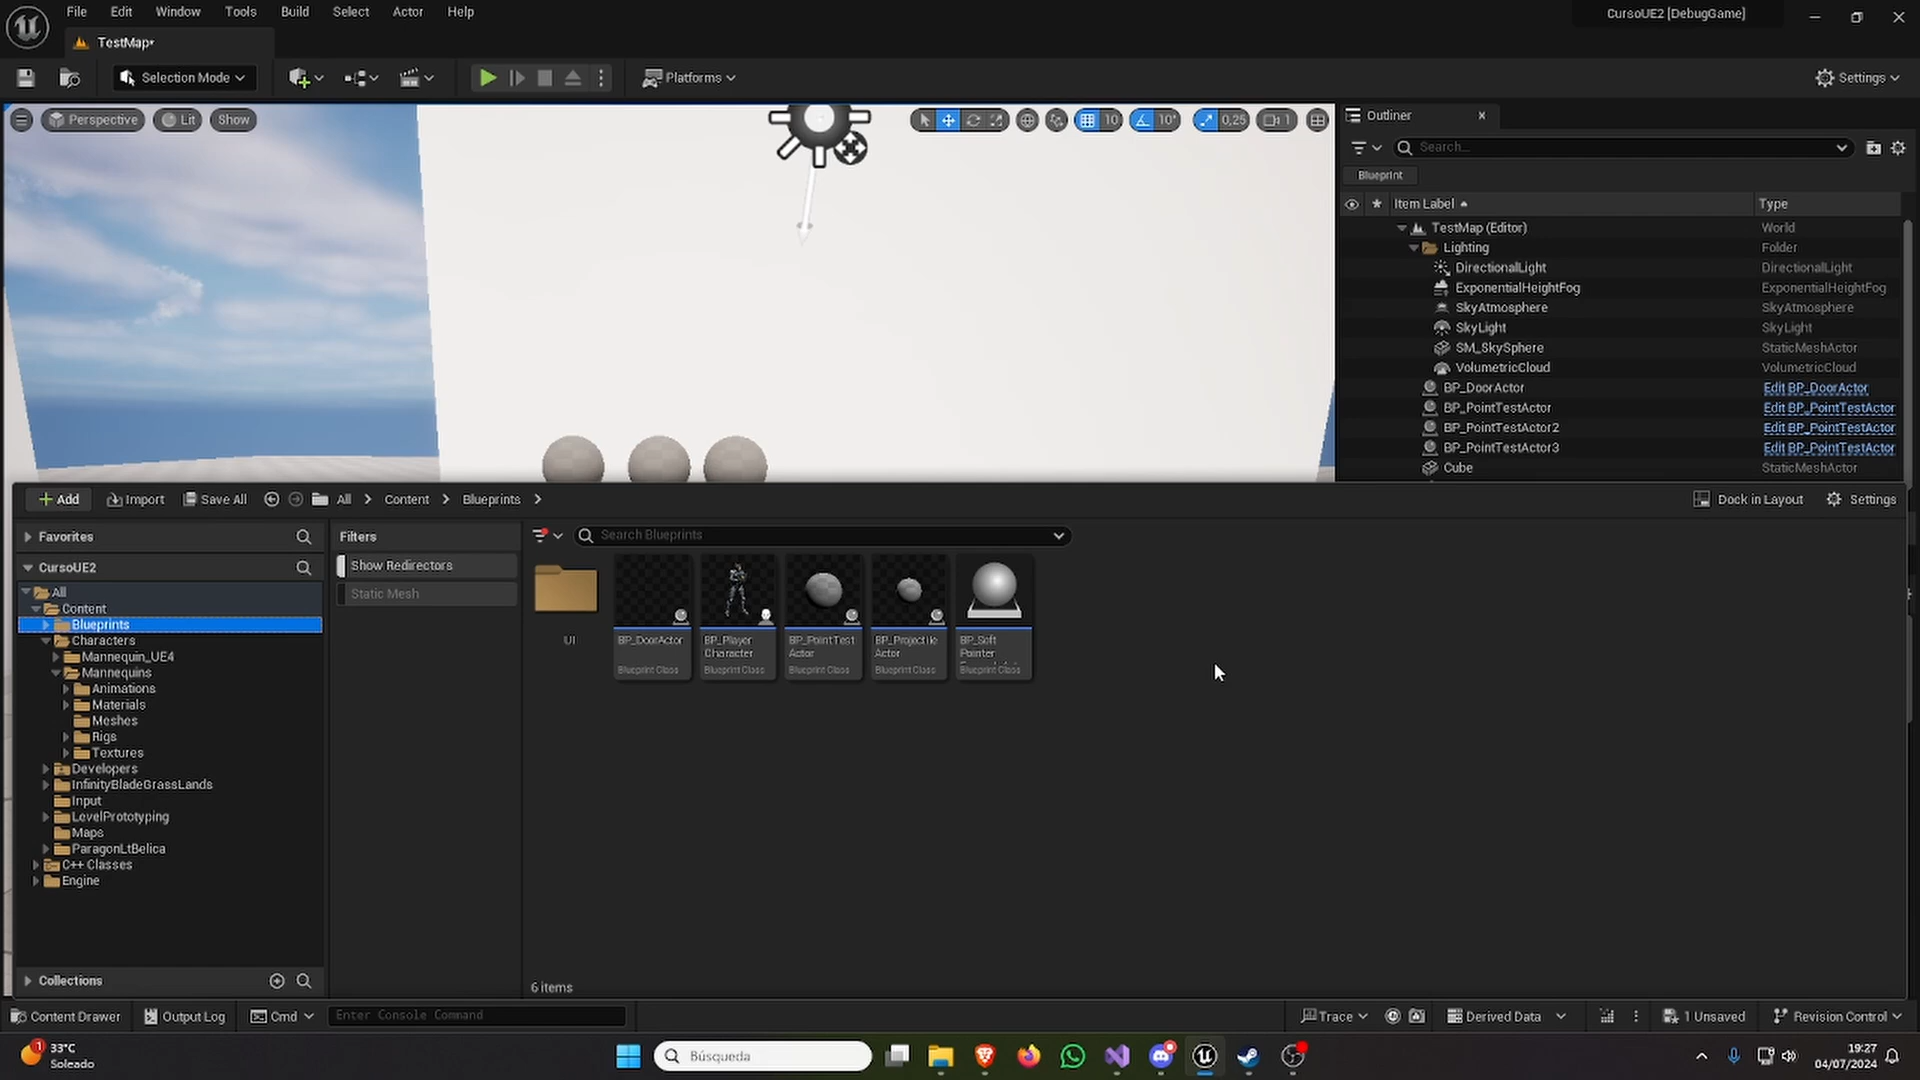 File Edit Window Tools Build Select Actor Help
CursoUE2 [DebugGame]
TestMap*
Selection Mode
Platforms
Settings
Perspective
Lit
Show
10
10°
0,25
1
Outliner
Search...
Blueprint
Item Label
Type
TestMap (Editor)
World
Lighting
Folder
DirectionalLight
DirectionalLight
ExponentialHeightFog
ExponentialHeightFog
SkyAtmosphere
SkyAtmosphere
SkyLight
SkyLight
SM_SkySphere
StaticMeshActor
VolumetricCloud
VolumetricCloud
BP_DoorActor
Edit BP_DoorActor
BP_PointTestActor
Edit BP_PointTestActor
BP_PointTestActor2
Edit BP_PointTestActor
BP_PointTestActor3
Edit BP_PointTestActor
Cube
StaticMeshActor
Add
Import
Save All
All
Content
Blueprints
Dock in Layout
Settings
Favorites
CursoUE2
All
Content
Blueprints
Characters
Mannequin_UE4
Mannequins
Animations
Materials
Meshes
Rigs
Textures
Developers
InfinityBladeGrassLands
Input
LevelPrototyping
Maps
ParagonLtBelica
C++ Classes
Engine
Collections
Filters
Show Redirectors
Static Mesh
Search Blueprints
UI
BP_DoorActor
Blueprint Class
BP_Player
Character
Blueprint Class
BP_PointTest
Actor
Blueprint Class
BP_Projectile
Actor
Blueprint Class
BP_Soft
Pointer
Blueprint Class
6 items
Content Drawer
Output Log
Cmd
Enter Console Command
Trace
Derived Data
1 Unsaved
Revision Control
1
33°C
Soleado
Búsqueda
19:27
04/07/2024